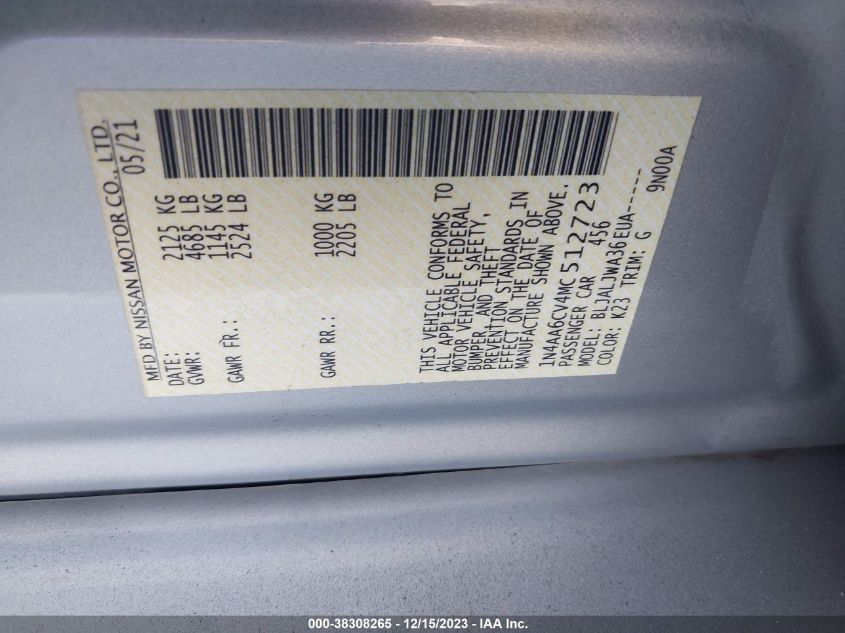 MFD BY NISSAN MOTOR CO., LTD.
DATE: 05/21
GVWR: 2125 KG
4685 LB
GAWR FR.: 1145 KG
2524 LB
GAWR RR.: 1000 KG
2205 LB
THIS VEHICLE CONFORMS TO
ALL APPLICABLE FEDERAL
MOTOR VEHICLE SAFETY,
BUMPER, AND THEFT
PREVENTION STANDARDS IN
EFFECT ON THE DATE OF
MANUFACTURE SHOWN ABOVE.
1N4AA6CV4MC512723
PASSENGER CAR 456
MODEL: BLJALJWA36EUA------
COLOR: K23 TRIM: G 9N00A
000-38308265 - 12/15/2023 - IAA Inc.